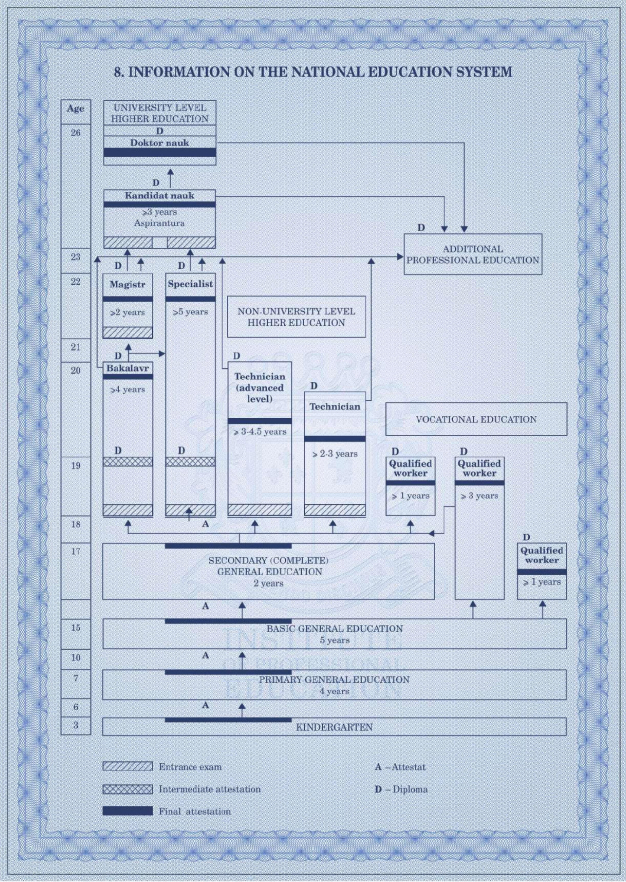 8. INFORMATION ON THE NATIONAL EDUCATION SYSTEM
Age
UNIVERSITY LEVEL
HIGHER EDUCATION
26
D
Doktor nauk
D
Kandidat nauk
⩾3 years
Aspirantura
D
ADDITIONAL
PROFESSIONAL EDUCATION
23
D
D
22
Magistr
Specialist
⩾2 years
⩾5 years
NON-UNIVERSITY LEVEL
HIGHER EDUCATION
21
D
D
20
Bakalavr
⩾4 years
Technician
(advanced
level)
⩾ 3-4.5 years
D
Technician
⩾ 2-3 years
VOCATIONAL EDUCATION
D
D
D
D
19
Qualified
worker
⩾ 1 years
Qualified
worker
⩾ 3 years
18
A
D
17
SECONDARY (COMPLETE)
GENERAL EDUCATION
2 years
Qualified
worker
⩾ 1 years
A
15
BASIC GENERAL EDUCATION
5 years
INSTITUTE
OF PROFESSIONAL
EDUCATION
10
A
7
PRIMARY GENERAL EDUCATION
4 years
6
A
3
KINDERGARTEN
Entrance exam
A – Attestat
Intermediate attestation
D – Diploma
Final attestation